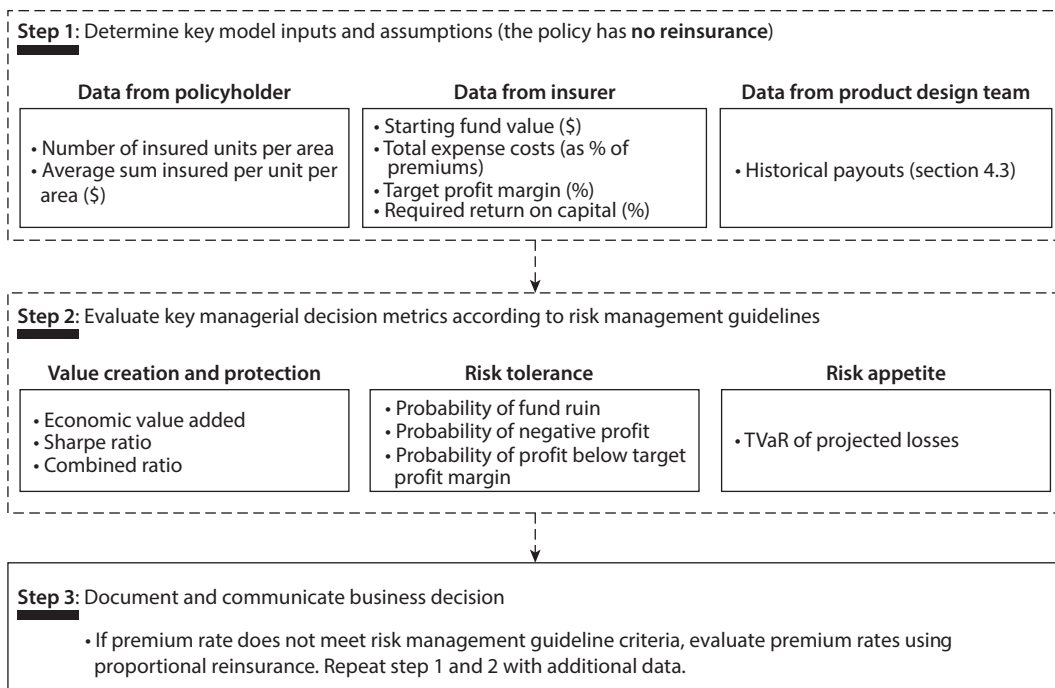 Step 1: Determine key model inputs and assumptions (the policy has no reinsurance)
Data from policyholder
• Number of insured units per area
• Average sum insured per unit per
area ($)
Data from insurer
• Starting fund value ($)
• Total expense costs (as % of
premiums)
• Target profit margin (%)
• Required return on capital (%)
Data from product design team
• Historical payouts (section 4.3)
Step 2: Evaluate key managerial decision metrics according to risk management guidelines
Value creation and protection
• Economic value added
• Sharpe ratio
• Combined ratio
Risk tolerance
• Probability of fund ruin
• Probability of negative profit
• Probability of profit below target
profit margin
Risk appetite
• TVaR of projected losses
Step 3: Document and communicate business decision
• If premium rate does not meet risk management guideline criteria, evaluate premium rates using
proportional reinsurance. Repeat step 1 and 2 with additional data.